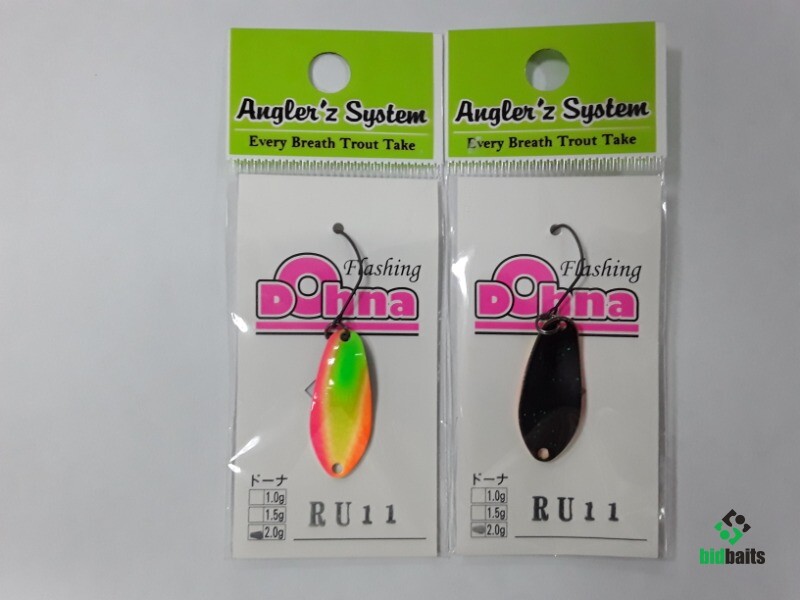 Angler'z System
Every Breath Trout Take
Flashing
Dohna
ドーナ
1.0g
1.5g
2.0g
RU11
Angler'z System
Every Breath Trout Take
Flashing
Dohna
ドーナ
1.0g
1.5g
2.0g
RU11
bidbaits